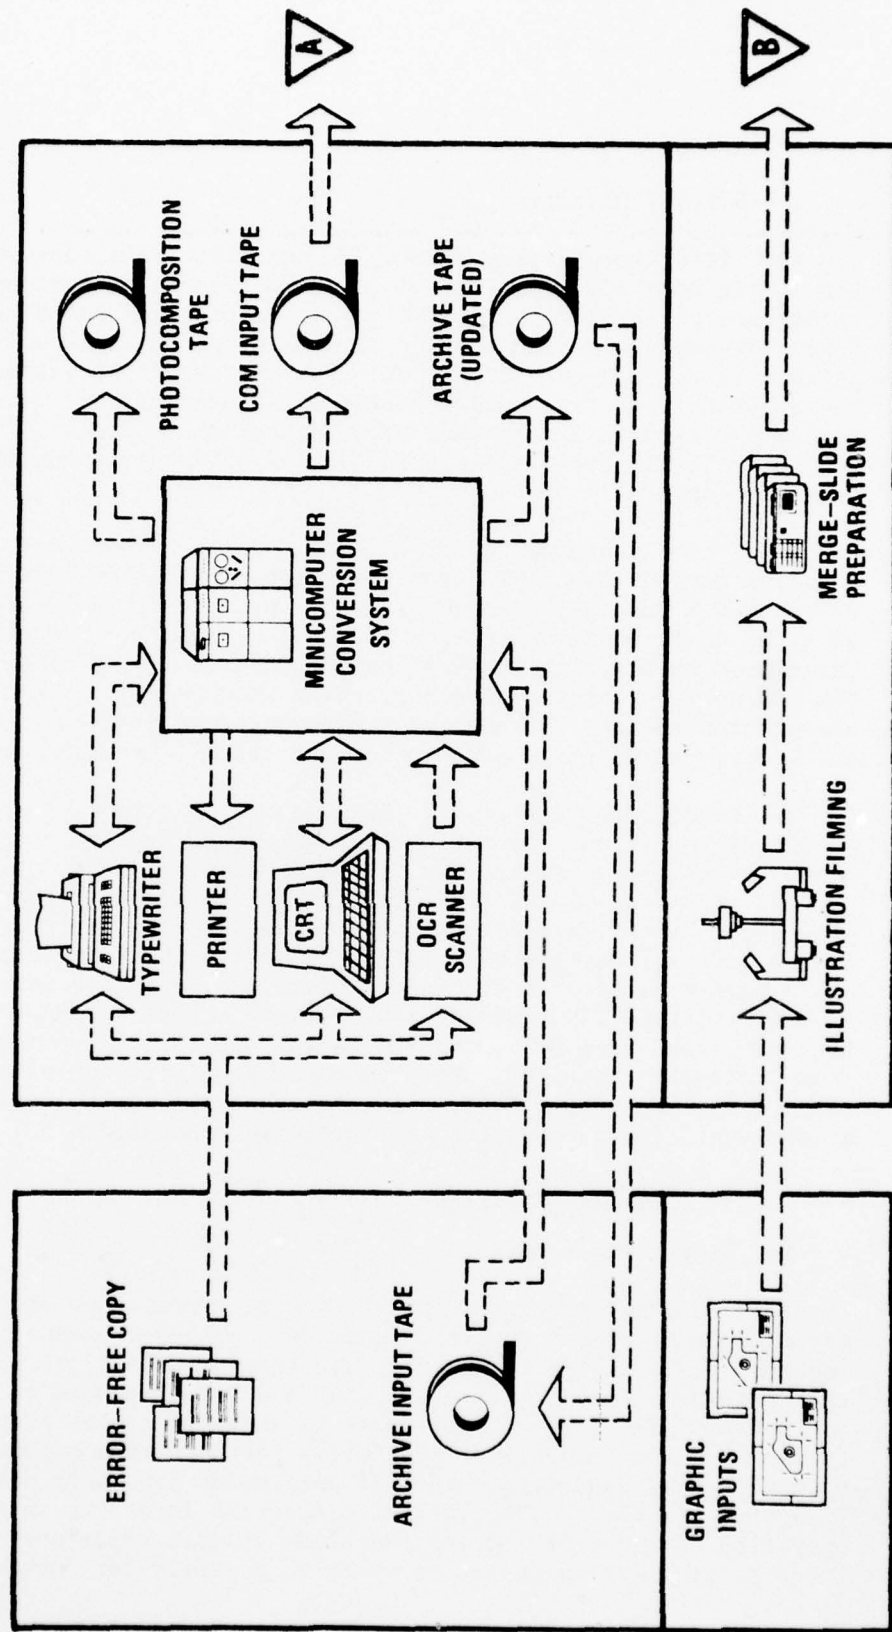 ERROR-FREE COPY
ARCHIVE INPUT TAPE
GRAPHIC
INPUTS
TYPEWRITER
PRINTER
CRT
OCR
SCANNER
MINICOMPUTER
CONVERSION
SYSTEM
PHOTOCOMPOSITION
TAPE
COM INPUT TAPE
ARCHIVE TAPE
(UPDATED)
A
ILLUSTRATION FILMING
MERGE-SLIDE
PREPARATION
B